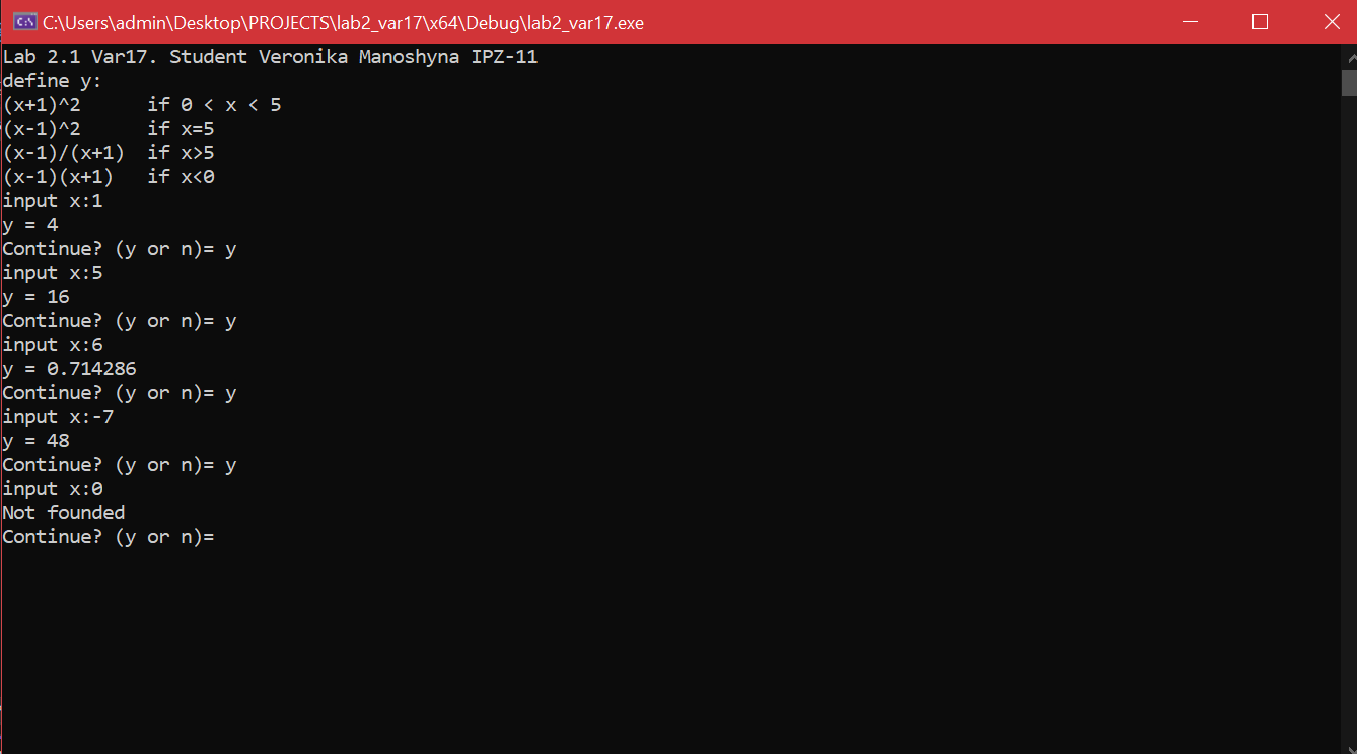 C:\Users\admin\Desktop\PROJECTS\lab2_var17\x64\Debug\lab2_var17.exe
Lab 2.1 Var17. Student Veronika Manoshyna IPZ-11
define y:
(x+1)^2      if 0 < x < 5
(x-1)^2      if x=5
(x-1)/(x+1)  if x>5
(x-1)(x+1)   if x<0
input x:1
y = 4
Continue? (y or n)= y
input x:5
y = 16
Continue? (y or n)= y
input x:6
y = 0.714286
Continue? (y or n)= y
input x:-7
y = 48
Continue? (y or n)= y
input x:0
Not founded
Continue? (y or n)=